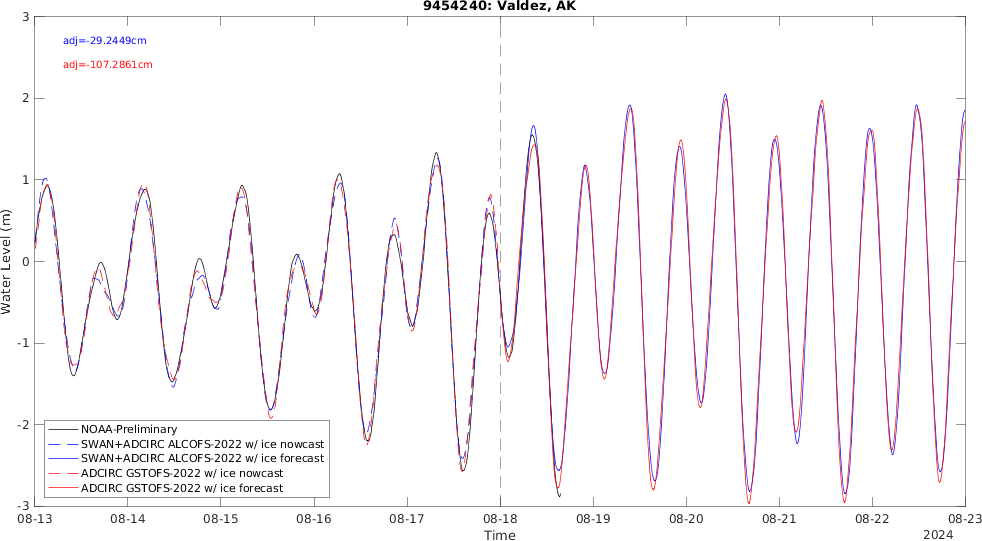 9454240: Valdez, AK
adj=-29.2449cm
adj=-107.2861cm
3
2
1
0
-1
-2
-3
Water Level (m)
NOAA-Preliminary
SWAN+ADCIRC ALCOFS-2022 w/ ice nowcast
SWAN+ADCIRC ALCOFS-2022 w/ ice forecast
ADCIRC GSTOFS-2022 w/ ice nowcast
ADCIRC GSTOFS-2022 w/ ice forecast
08-13 08-14 08-15 08-16 08-17 08-18 08-19 08-20 08-21 08-22 08-23
Time
2024